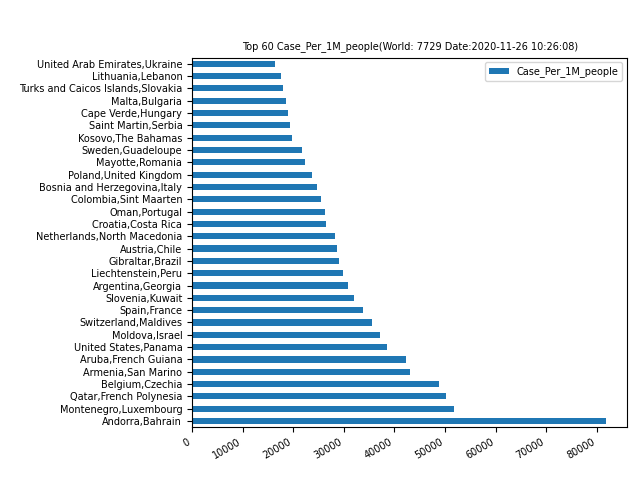 Top 60 Case_Per_1M_people(World: 7729 Date:2020-11-26 10:26:08)
Case_Per_1M_people
United Arab Emirates,Ukraine
Lithuania,Lebanon
Turks and Caicos Islands,Slovakia
Malta,Bulgaria
Cape Verde,Hungary
Saint Martin,Serbia
Kosovo,The Bahamas
Sweden,Guadeloupe
Mayotte,Romania
Poland,United Kingdom
Bosnia and Herzegovina,Italy
Colombia,Sint Maarten
Oman,Portugal
Croatia,Costa Rica
Netherlands,North Macedonia
Austria,Chile
Gibraltar,Brazil
Liechtenstein,Peru
Argentina,Georgia
Slovenia,Kuwait
Spain,France
Switzerland,Maldives
Moldova,Israel
United States,Panama
Aruba,French Guiana
Armenia,San Marino
Belgium,Czechia
Qatar,French Polynesia
Montenegro,Luxembourg
Andorra,Bahrain
0 10000 20000 30000 40000 50000 60000 70000 80000